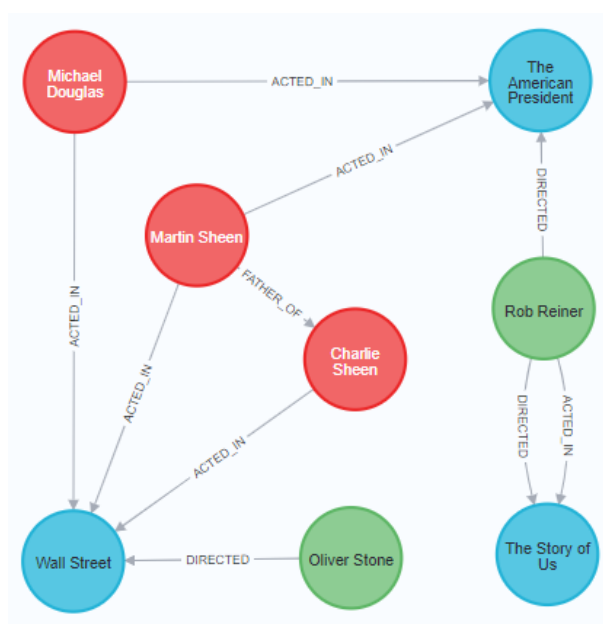 Michael
Douglas
ACTED_IN
The
American
President
ACTED_IN
DIRECTED
Martin Sheen
FATHER_OF
Rob Reiner
ACTED_IN
Charlie
Sheen
ACTED_IN
DIRECTED
ACTED_IN
ACTED_IN
Wall Street
DIRECTED
Oliver Stone
The Story of
Us